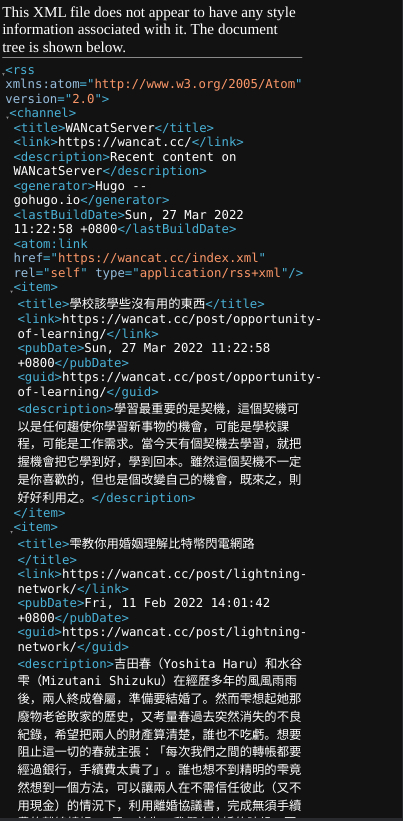 This XML file does not appear to have any style
information associated with it. The document
tree is shown below.
<rss
xmlns:atom="http://www.w3.org/2005/Atom"
version="2.0">
<channel>
<title>WANcatServer</title>
<link>https://wancat.cc/</link>
<description>Recent content on
WANcatServer</description>
<generator>Hugo --
gohugo.io</generator>
<lastBuildDate>Sun, 27 Mar 2022
11:22:58 +0800</lastBuildDate>
<atom:link
href="https://wancat.cc/index.xml"
rel="self" type="application/rss+xml"/>
<item>
<title>學校該學些沒有用的東西</title>
<link>https://wancat.cc/post/opportunity-
of-learning/</link>
<pubDate>Sun, 27 Mar 2022 11:22:58
+0800</pubDate>
<guid>https://wancat.cc/post/opportunity-
of-learning/</guid>
<description>學習最重要的是契機，這個契機可
以是任何趨使你學習新事物的機會，可能是學校課
程，可能是工作需求。當今天有個契機去學習，就把
握機會把它學到好，學到回本。雖然這個契機不一定
是你喜歡的，但也是個改變自己的機會，既來之，則
好好利用之。</description>
</item>
<item>
<title>雫教你用婚姻理解比特幣閃電網路
</title>
<link>https://wancat.cc/post/lightning-
network/</link>
<pubDate>Fri, 11 Feb 2022 14:01:42
+0800</pubDate>
<guid>https://wancat.cc/post/lightning-
network/</guid>
<description>吉田春（Yoshita Haru）和水谷
雫（Mizutani Shizuku）在經歷多年的風風雨雨
後，兩人終成眷屬，準備要結婚了。然而雫想起她那
廢物老爸敗家的歷史，又考量春過去突然消失的不良
紀錄，希望把兩人的財產算清楚，誰也不吃虧。想要
阻止這一切的春就主張：「每次我們之間的轉帳都要
經過銀行，手續費太貴了」。誰也想不到精明的雫竟
然想到一個方法，可以讓兩人在不需信任彼此（又不
用現金）的情況下，利用離婚協議書，完成無須手續